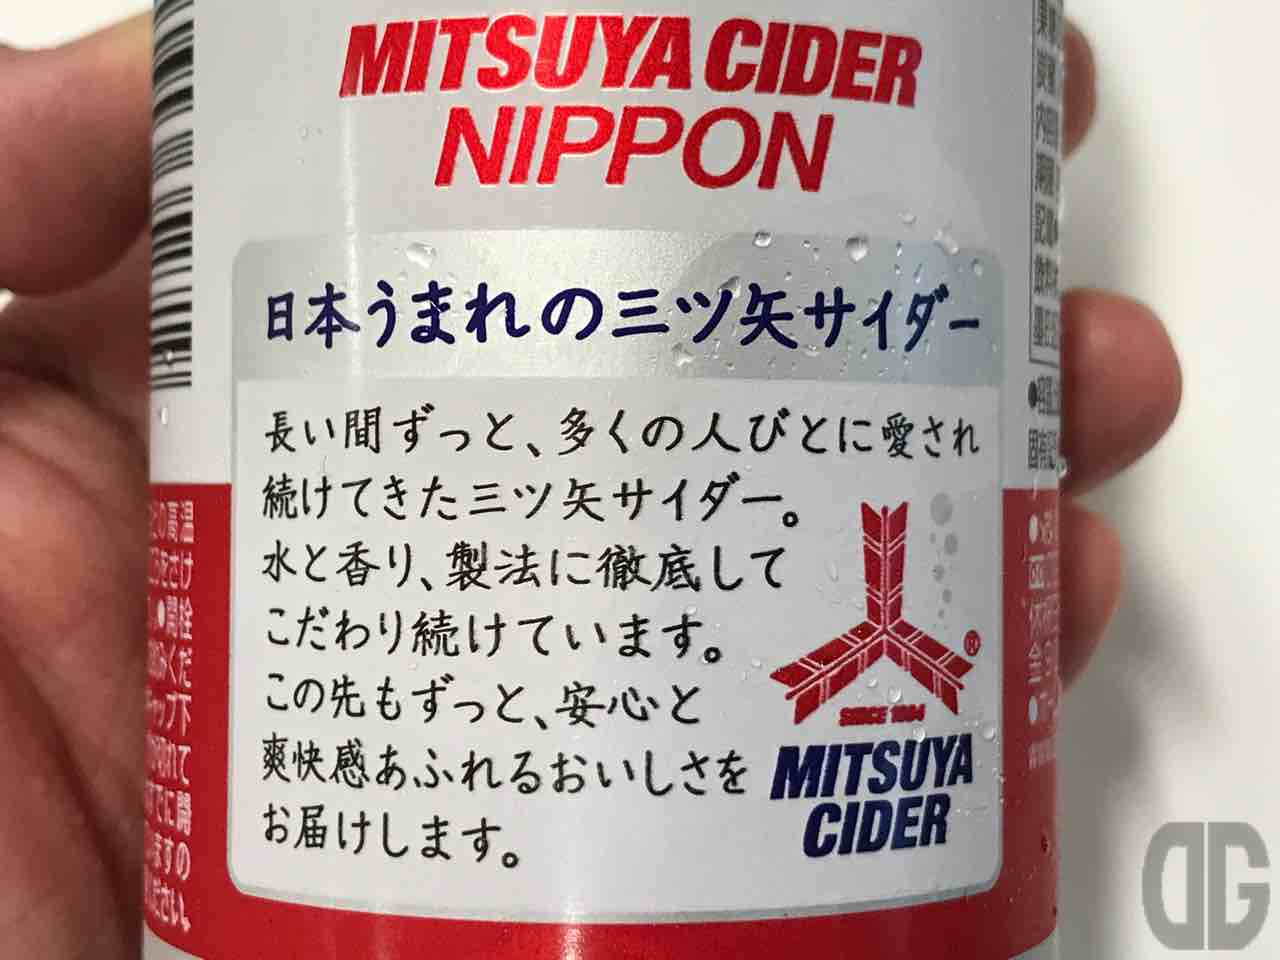 MITSUYA CIDER
NIPPON
日本うまれの三ツ矢サイダー
長い間ずっと、多くの人びとに愛され
続けてきた三ツ矢サイダー。
水と香り、製法に徹底して
こだわり続けています。
この先もずっと、安心と
爽快感あふれるおいしさを
お届けします。
®
SINCE 1884
MITSUYA
CIDER
DG